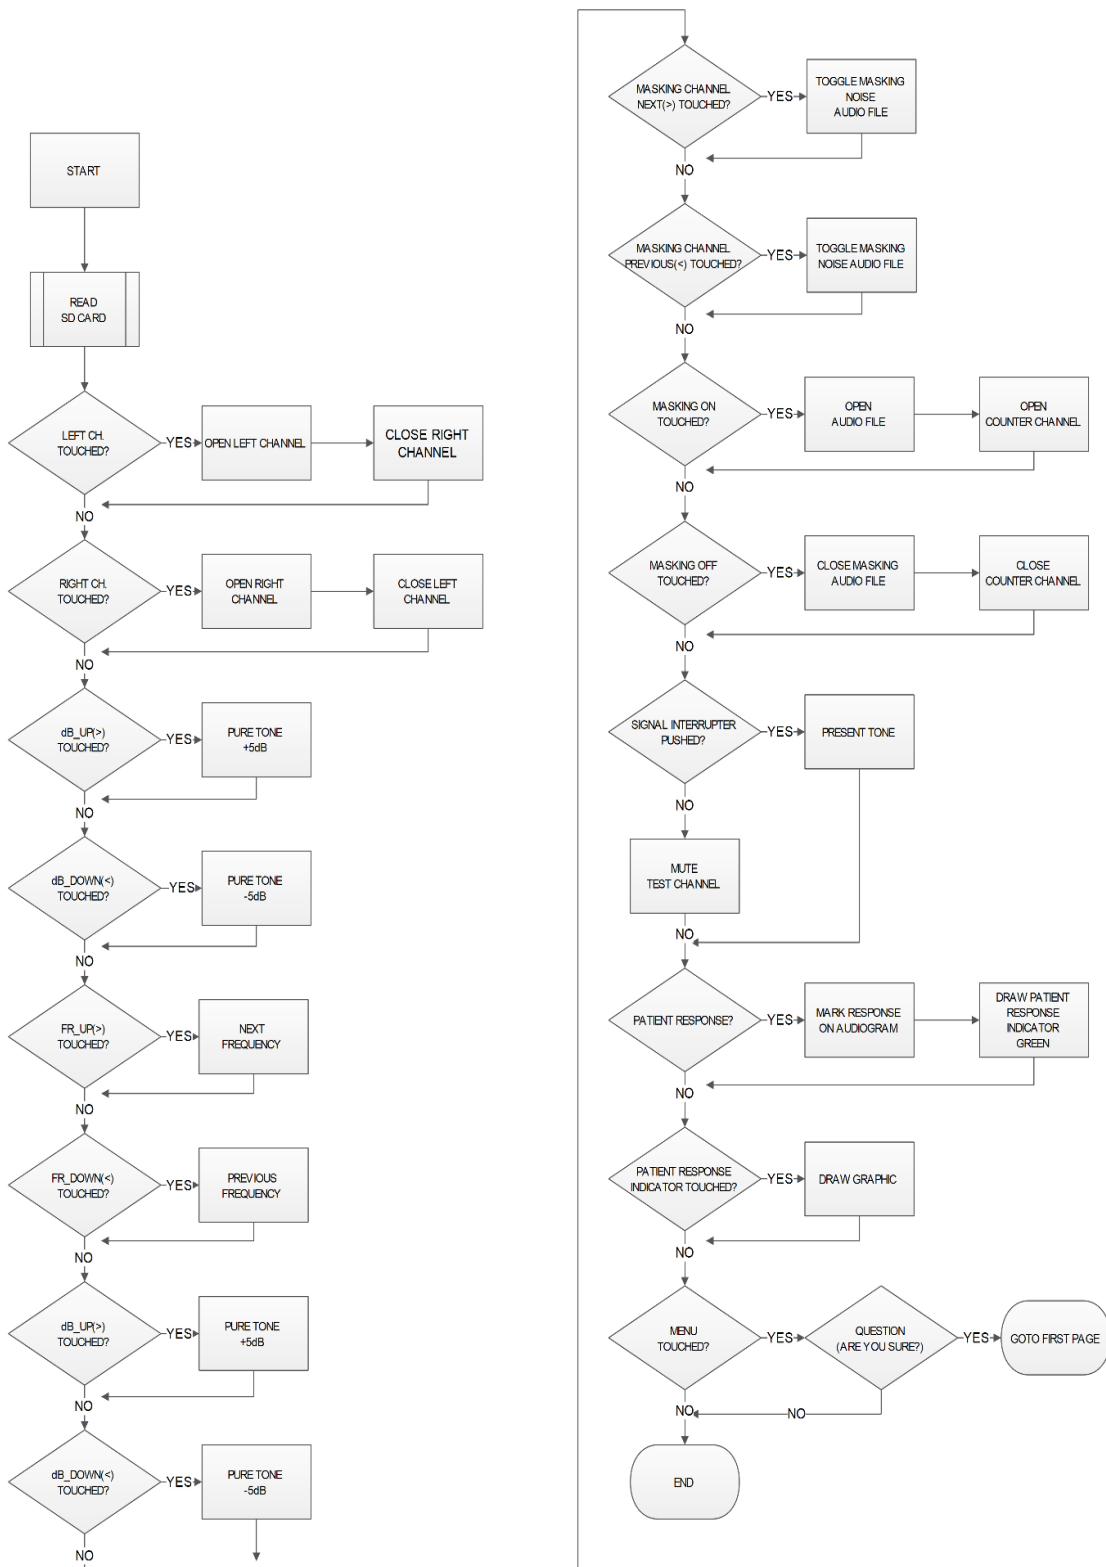 START
READ
SD CARD
LEFT CH.
TOUCHED?
YES
OPEN LEFT CHANNEL
CLOSE RIGHT
CHANNEL
NO
RIGHT CH.
TOUCHED?
YES
OPEN RIGHT
CHANNEL
CLOSE LEFT
CHANNEL
NO
dB_UP(>)
TOUCHED?
YES
PURE TONE
+5dB
NO
dB_DOWN(<)
TOUCHED?
YES
PURE TONE
-5dB
NO
FR_UP(>)
TOUCHED?
YES
NEXT
FREQUENCY
NO
FR_DOWN(<)
TOUCHED?
YES
PREVIOUS
FREQUENCY
NO
dB_UP(>)
TOUCHED?
YES
PURE TONE
+5dB
NO
dB_DOWN(<)
TOUCHED?
YES
PURE TONE
-5dB
NO
MASKING CHANNEL
NEXT(>) TOUCHED?
YES
TOGGLE MASKING
NOISE
AUDIO FILE
NO
MASKING CHANNEL
PREVIOUS(<) TOUCHED?
YES
TOGGLE MASKING
NOISE AUDIO FILE
NO
MASKING ON
TOUCHED?
YES
OPEN
AUDIO FILE
OPEN
COUNTER CHANNEL
NO
MASKING OFF
TOUCHED?
YES
CLOSE MASKING
AUDIO FILE
CLOSE
COUNTER CHANNEL
NO
SIGNAL INTERRUPTER
PUSHED?
YES
PRESENT TONE
NO
MUTE
TEST CHANNEL
NO
PATIENT RESPONSE?
YES
MARK RESPONSE
ON AUDIOGRAM
DRAW PATIENT
RESPONSE
INDICATOR
GREEN
NO
PATIENT RESPONSE
INDICATOR TOUCHED?
YES
DRAW GRAPHIC
NO
MENU
TOUCHED?
YES
QUESTION
(ARE YOU SURE?)
YES
GOTO FIRST PAGE
NO
NO
END